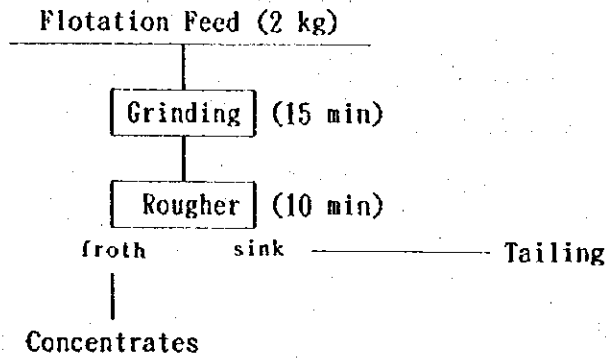 Flotation Feed (2 kg)
Grinding (15 min)
Rougher (10 min)
froth sink Tailing
Concentrates